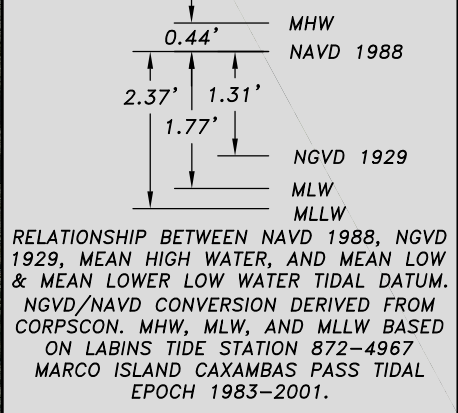 MHW
0.44'
NAVD 1988
2.37' 1.31'
1.77'
NGVD 1929
MLW
MLLW
RELATIONSHIP BETWEEN NAVD 1988, NGVD
1929, MEAN HIGH WATER, AND MEAN LOW
& MEAN LOWER LOW WATER TIDAL DATUM.
NGVD/NAVD CONVERSION DERIVED FROM
CORPSCON. MHW, MLW, AND MLLW BASED
ON LABINS TIDE STATION 872-4967
MARCO ISLAND CAXAMBAS PASS TIDAL
EPOCH 1983-2001.